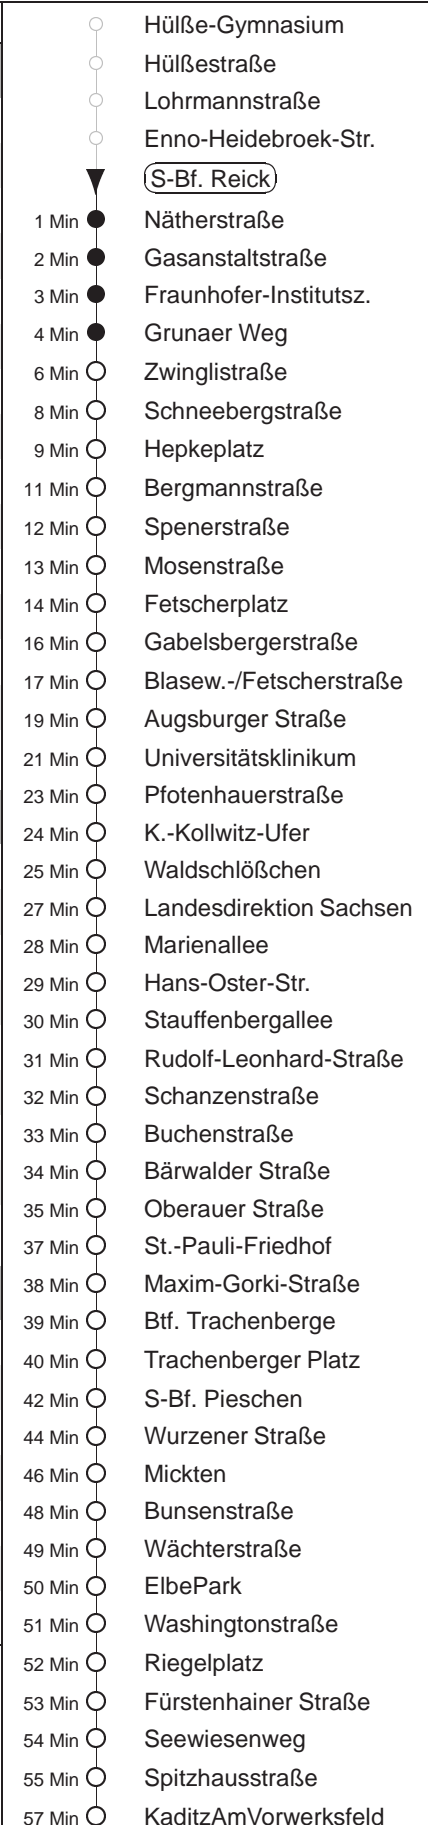 Hülße-Gymnasium
Hülßestraße
Lohrmannstraße
Enno-Heidebroek-Str.
S-Bf. Reick
1 Min Nätherstraße
2 Min Gasanstaltstraße
3 Min Fraunhofer-Institutsz.
4 Min Grunaer Weg
6 Min Zwinglistraße
8 Min Schneebergstraße
9 Min Hepkeplatz
11 Min Bergmannstraße
12 Min Spenerstraße
13 Min Mosenstraße
14 Min Fetscherplatz
16 Min Gabelsbergerstraße
17 Min Blasew.-/Fetscherstraße
19 Min Augsburger Straße
21 Min Universitätsklinikum
23 Min Pfotenhauerstraße
24 Min K.-Kollwitz-Ufer
25 Min Waldschlößchen
27 Min Landesdirektion Sachsen
28 Min Marienallee
29 Min Hans-Oster-Str.
30 Min Stauffenbergallee
31 Min Rudolf-Leonhard-Straße
32 Min Schanzenstraße
33 Min Buchenstraße
34 Min Bärwalder Straße
35 Min Oberauer Straße
37 Min St.-Pauli-Friedhof
38 Min Maxim-Gorki-Straße
39 Min Btf. Trachenberge
40 Min Trachenberger Platz
42 Min S-Bf. Pieschen
44 Min Wurzener Straße
46 Min Mickten
48 Min Bunsenstraße
49 Min Wächterstraße
50 Min ElbePark
51 Min Washingtonstraße
52 Min Riegelplatz
53 Min Fürstenhainer Straße
54 Min Seewiesenweg
55 Min Spitzhausstraße
57 Min KaditzAmVorwerksfeld